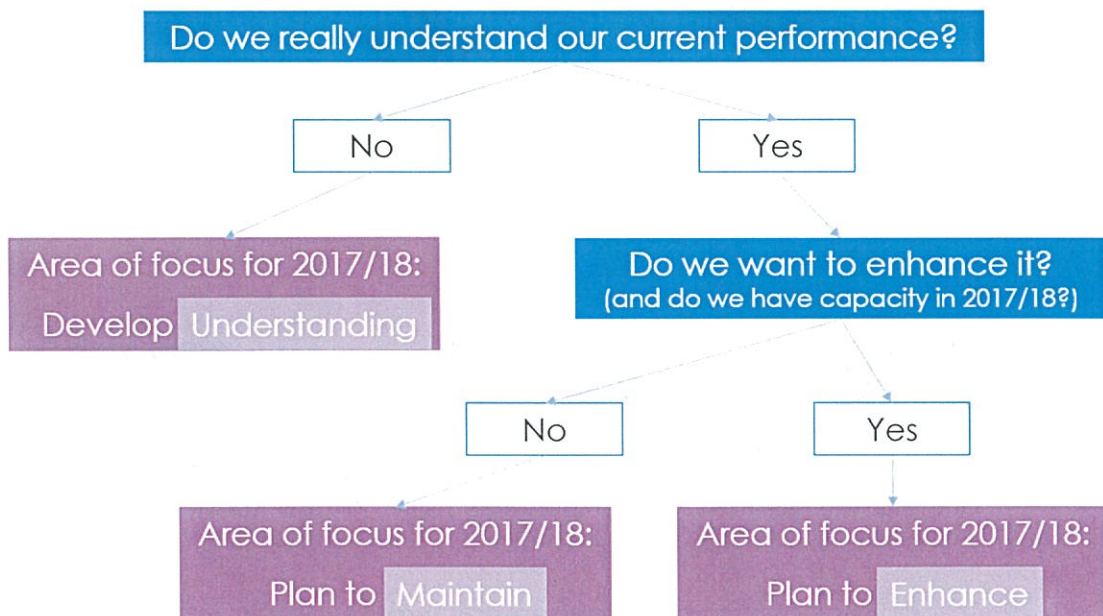 Do we really understand our current performance?
No
Yes
Area of focus for 2017/18:
Develop Understanding
Do we want to enhance it?
(and do we have capacity in 2017/18?)
No
Yes
Area of focus for 2017/18:
Plan to Maintain
Area of focus for 2017/18:
Plan to Enhance